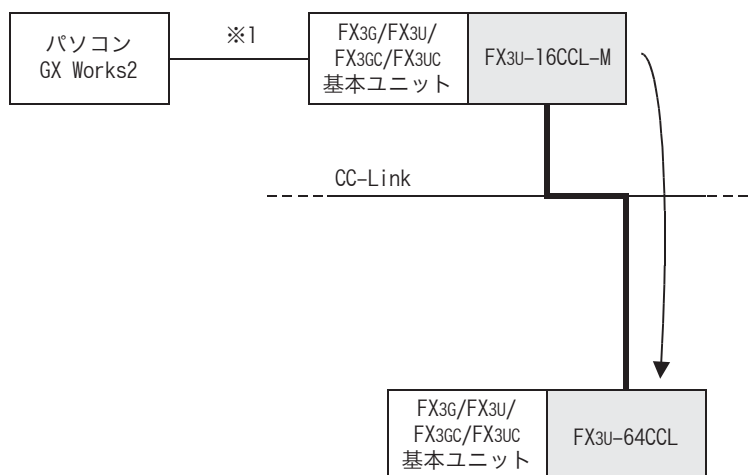 パソコン
GX Works2
※1
FX3G/FX3U/
FX3GC/FX3UC
基本ユニット
FX3U-16CCL-M
CC-Link
FX3G/FX3U/
FX3GC/FX3UC
基本ユニット
FX3U-64CCL